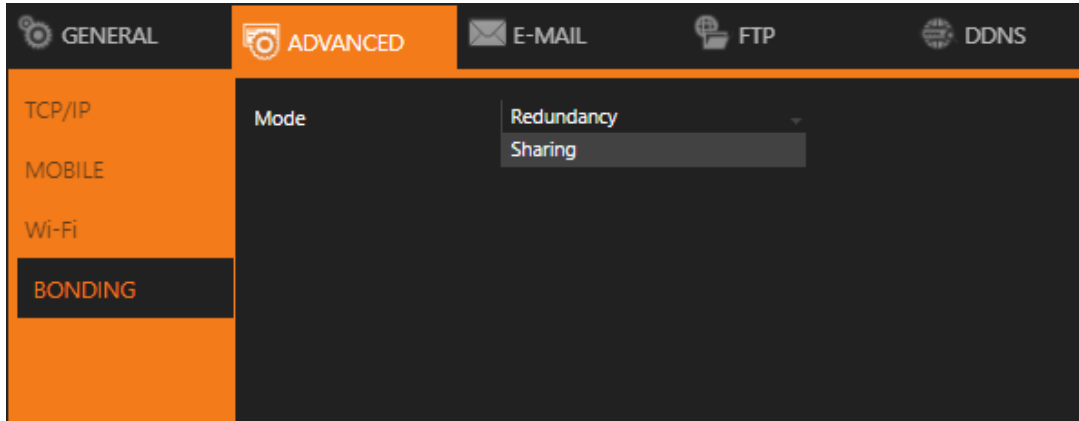 GENERAL
ADVANCED
E-MAIL
FTP
DDNS
TCP/IP
MOBILE
Wi-Fi
BONDING
Mode
Redundancy
Sharing